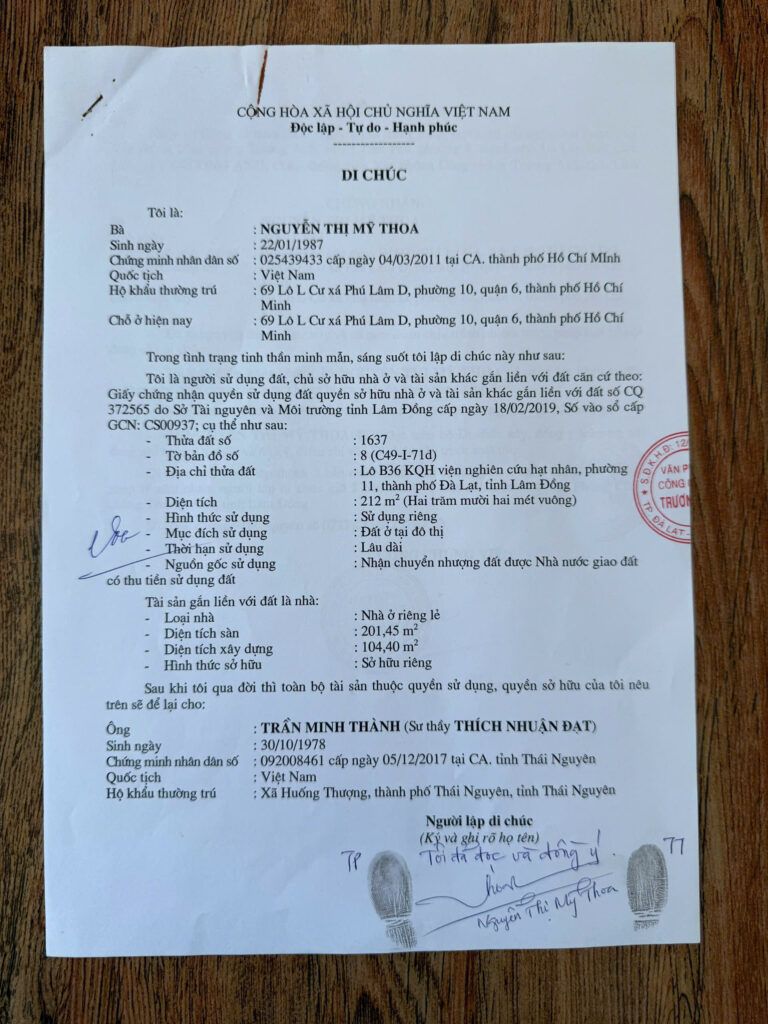 CỘNG HÒA XÃ HỘI CHỦ NGHĨA VIỆT NAM
Độc lập - Tự do - Hạnh phúc
------------------
DI CHÚC
Tôi là:
Bà : NGUYỄN THỊ MỸ THOA
Sinh ngày : 22/01/1987
Chứng minh nhân dân số : 025439433 cấp ngày 04/03/2011 tại CA. thành phố Hồ Chí MInh
Quốc tịch : Việt Nam
Hộ khẩu thường trú : 69 Lô L Cư xá Phú Lâm D, phường 10, quận 6, thành phố Hồ Chí
Minh
Chỗ ở hiện nay : 69 Lô L Cư xá Phú Lâm D, phường 10, quận 6, thành phố Hồ Chí
Minh
Trong tình trạng tinh thần minh mẫn, sáng suốt tôi lập di chúc này như sau:
Tôi là người sử dụng đất, chủ sở hữu nhà ở và tài sản khác gắn liền với đất căn cứ theo:
Giấy chứng nhận quyền sử dụng đất quyền sở hữu nhà ở và tài sản khác gắn liền với đất số CQ
372565 do Sở Tài nguyên và Môi trường tỉnh Lâm Đồng cấp ngày 18/02/2019, Số vào sổ cấp
GCN: CS00937; cụ thể như sau:
- Thửa đất số : 1637
- Tờ bản đồ số : 8 (C49-I-71d)
- Địa chỉ thửa đất : Lô B36 KQH viện nghiên cứu hạt nhân, phường
11, thành phố Đà Lạt, tỉnh Lâm Đồng
- Diện tích : 212 m² (Hai trăm mười hai mét vuông)
- Hình thức sử dụng : Sử dụng riêng
- Mục đích sử dụng : Đất ở tại đô thị
- Thời hạn sử dụng : Lâu dài
- Nguồn gốc sử dụng : Nhận chuyển nhượng đất được Nhà nước giao đất
có thu tiền sử dụng đất
Tài sản gắn liền với đất là nhà:
- Loại nhà : Nhà ở riêng lẻ
- Diện tích sàn : 201,45 m²
- Diện tích xây dựng : 104,40 m²
- Hình thức sở hữu : Sở hữu riêng
Sau khi tôi qua đời thì toàn bộ tài sản thuộc quyền sử dụng, quyền sở hữu của tôi nêu
trên sẽ để lại cho:
Ông : TRẦN MINH THÀNH (Sư thầy THÍCH NHUẬN ĐẠT)
Sinh ngày : 30/10/1978
Chứng minh nhân dân số : 092008461 cấp ngày 05/12/2017 tại CA. tỉnh Thái Nguyên
Quốc tịch : Việt Nam
Hộ khẩu thường trú : Xã Huống Thượng, thành phố Thái Nguyên, tỉnh Thái Nguyên
Người lập di chúc
(Ký và ghi rõ họ tên)
Tôi đã đọc và đồng ý.
TP TT
Nguyễn Thị Mỹ Thoa
S.ĐKHĐ: 12/
VĂN P
CÔNG
TRƯƠN
TP. ĐÀ LẠT